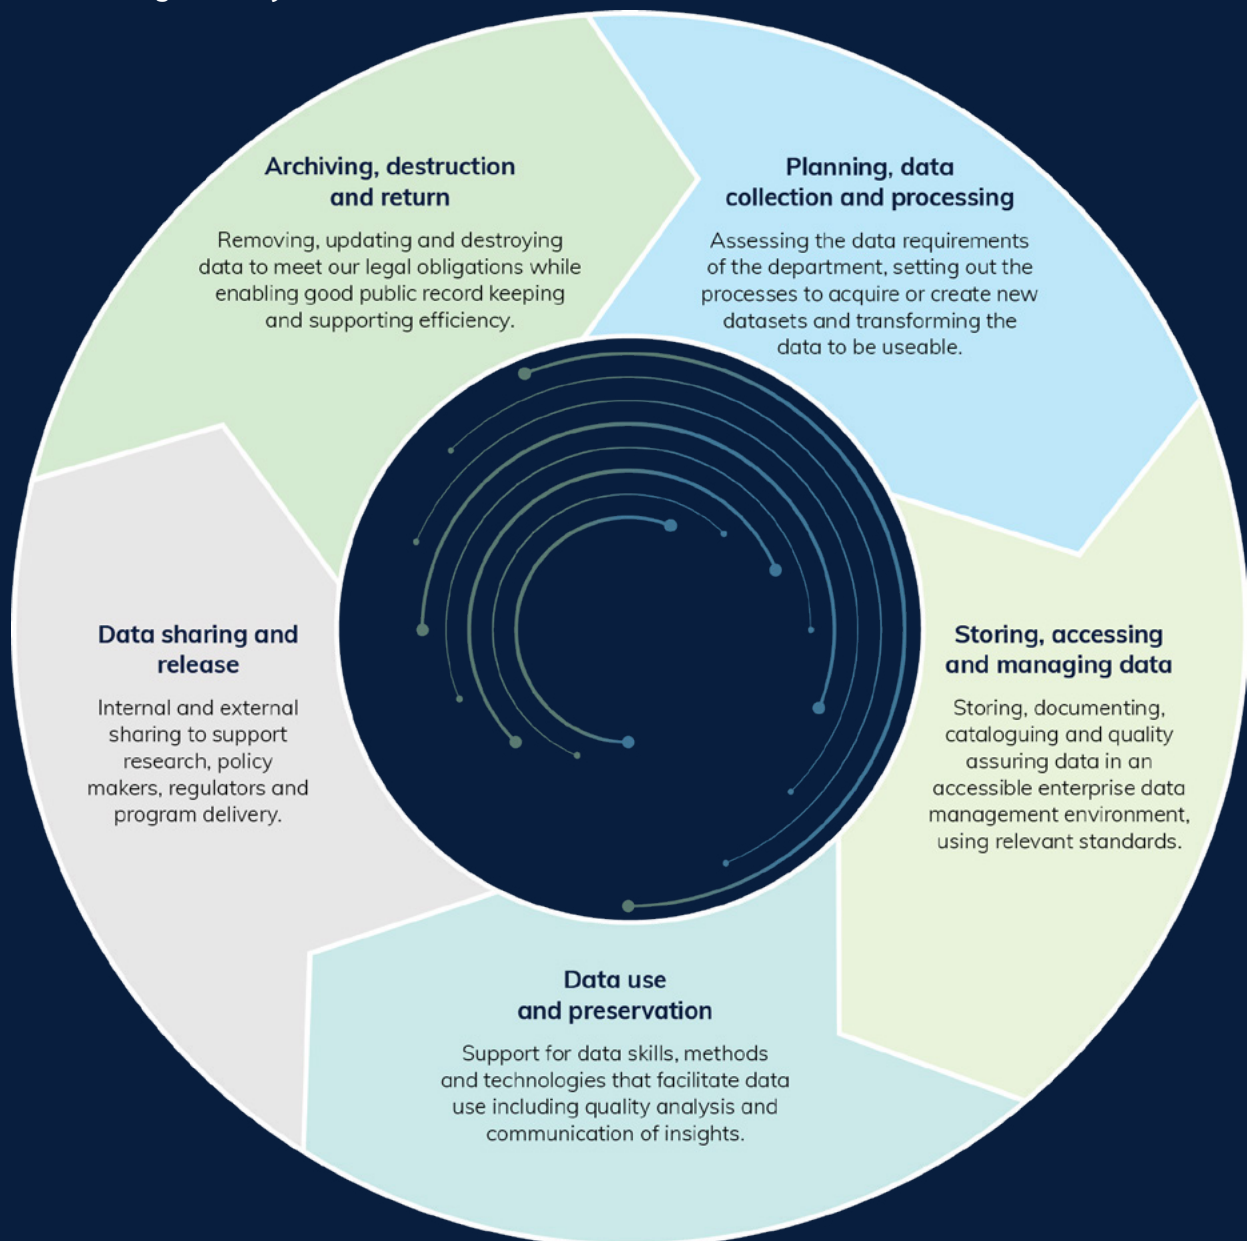 Planning, data
collection and processing
Assessing the data requirements
of the department, setting out the
processes to acquire or create new
datasets and transforming the
data to be useable.
Storing, accessing
and managing data
Storing, documenting,
cataloguing and quality
assuring data in an
accessible enterprise data
management environment,
using relevant standards.
Data use
and preservation
Support for data skills, methods
and technologies that facilitate data
use including quality analysis and
communication of insights.
Data sharing and
release
Internal and external
sharing to support
research, policy
makers, regulators and
program delivery.
Archiving, destruction
and return
Removing, updating and destroying
data to meet our legal obligations while
enabling good public record keeping
and supporting efficiency.